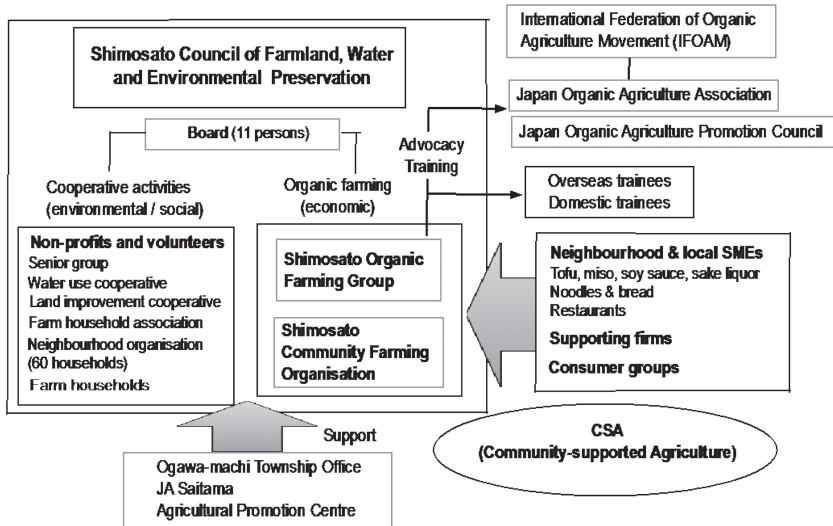 Shimosato Council of Farmland, Water
and Environmental Preservation
Board (11 persons)
Cooperative activities
(environmental / social)
Organic farming
(economic)
Non-profits and volunteers
Senior group
Water use cooperative
Land improvement cooperative
Farm household association
Neighbourhood organisation
(60 households)
Farm households
Shimosato Organic
Farming Group
Shimosato
Community Farming
Organisation
Advocacy
Training
International Federation of Organic
Agriculture Movement (IFOAM)
Japan Organic Agriculture Association
Japan Organic Agriculture Promotion Council
Overseas trainees
Domestic trainees
Neighbourhood & local SMEs
Tofu, miso, soy sauce, sake liquor
Noodles & bread
Restaurants
Supporting firms
Consumer groups
CSA
(Community-supported Agriculture)
Support
Ogawa-machi Township Office
JA Saitama
Agricultural Promotion Centre